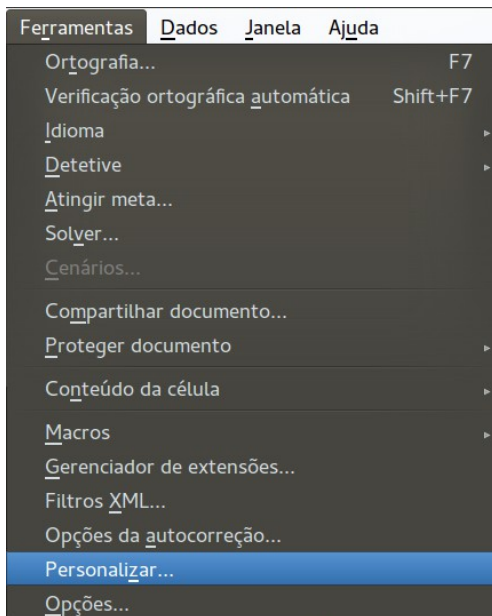 Ferramentas Dados Janela Ajuda
Ortografia... F7
Verificação ortográfica automática Shift+F7
Idioma
Detetive
Atingir meta...
Solver...
Cenários...
Compartilhar documento...
Proteger documento
Conteúdo da célula
Macros
Gerenciador de extensões...
Filtros XML...
Opções da autocorreção...
Personalizar...
Opções...